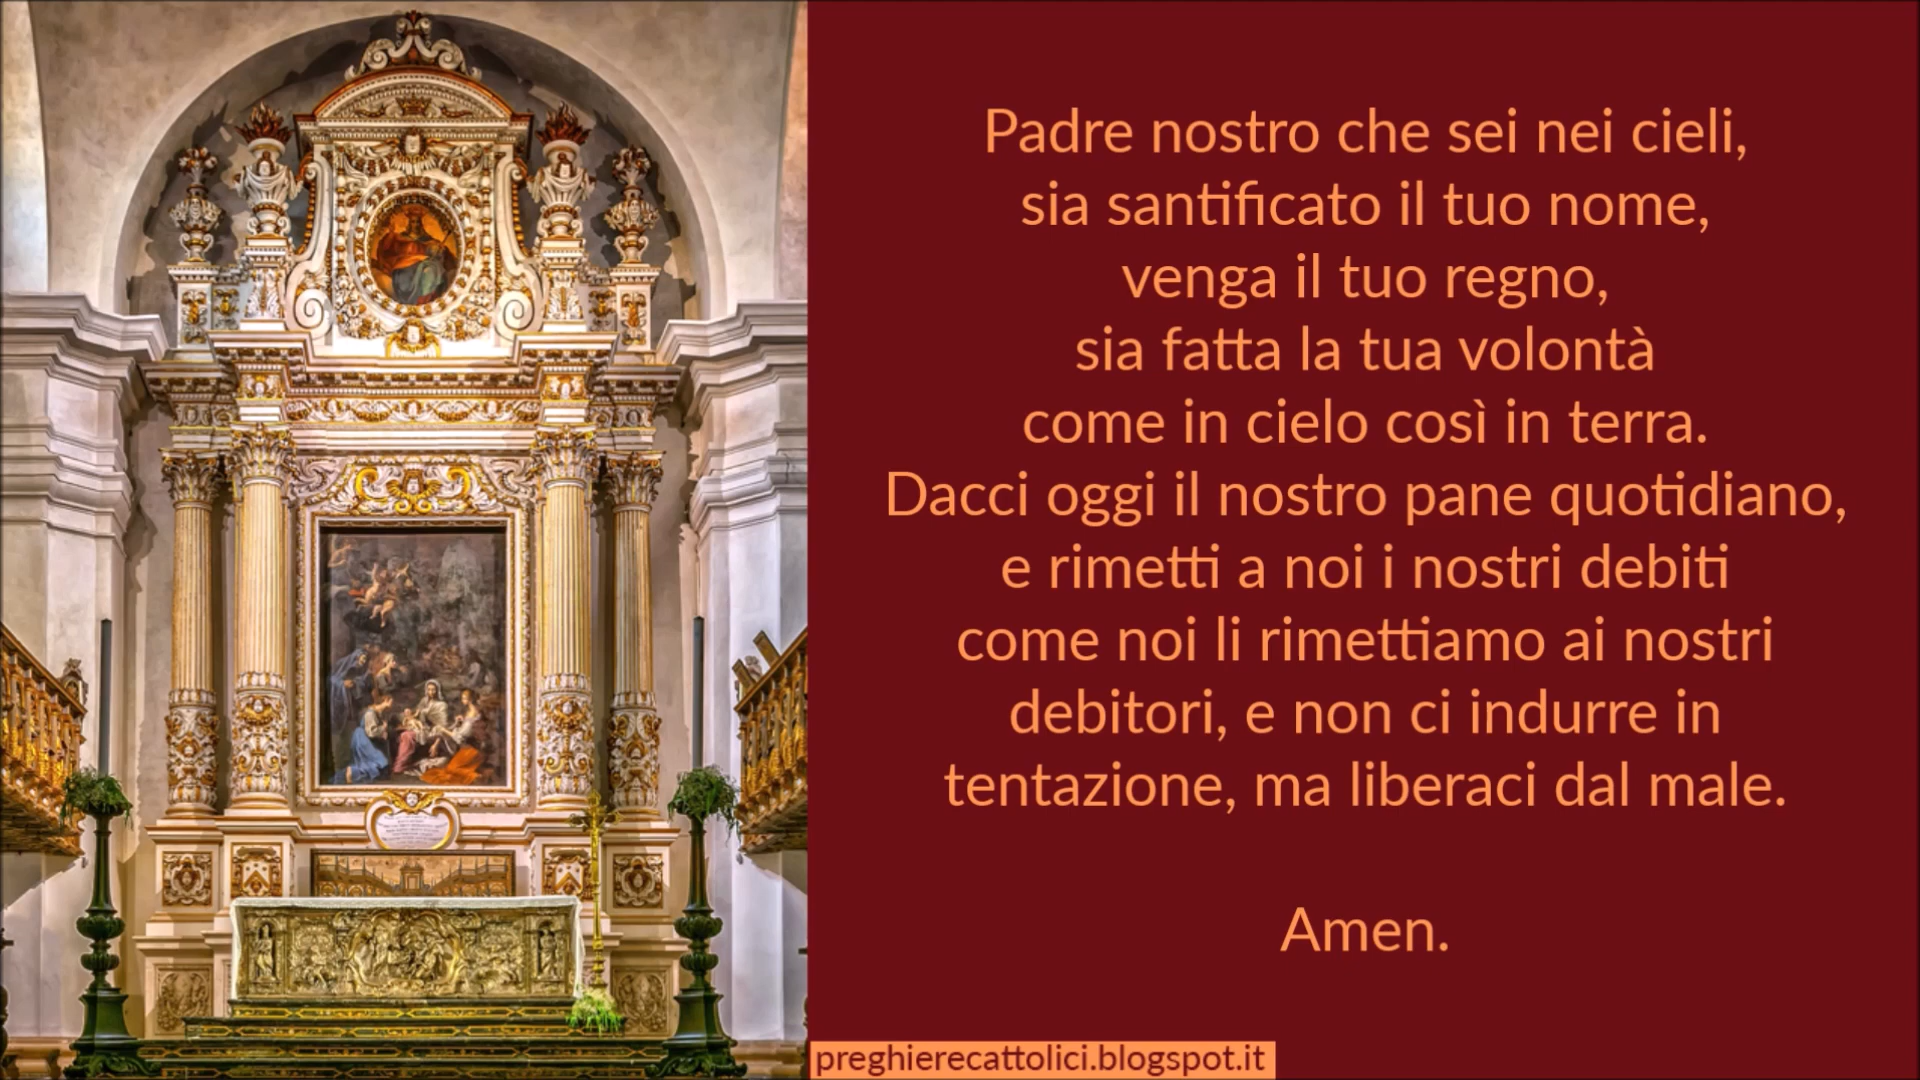 Padre nostro che sei nei cieli,
sia santificato il tuo nome,
venga il tuo regno,
sia fatta la tua volontà
come in cielo così in terra.
Dacci oggi il nostro pane quotidiano,
e rimetti a noi i nostri debiti
come noi li rimettiamo ai nostri
debitori, e non ci indurre in
tentazione, ma liberaci dal male.
Amen.
preghierecattolici.blogspot.it